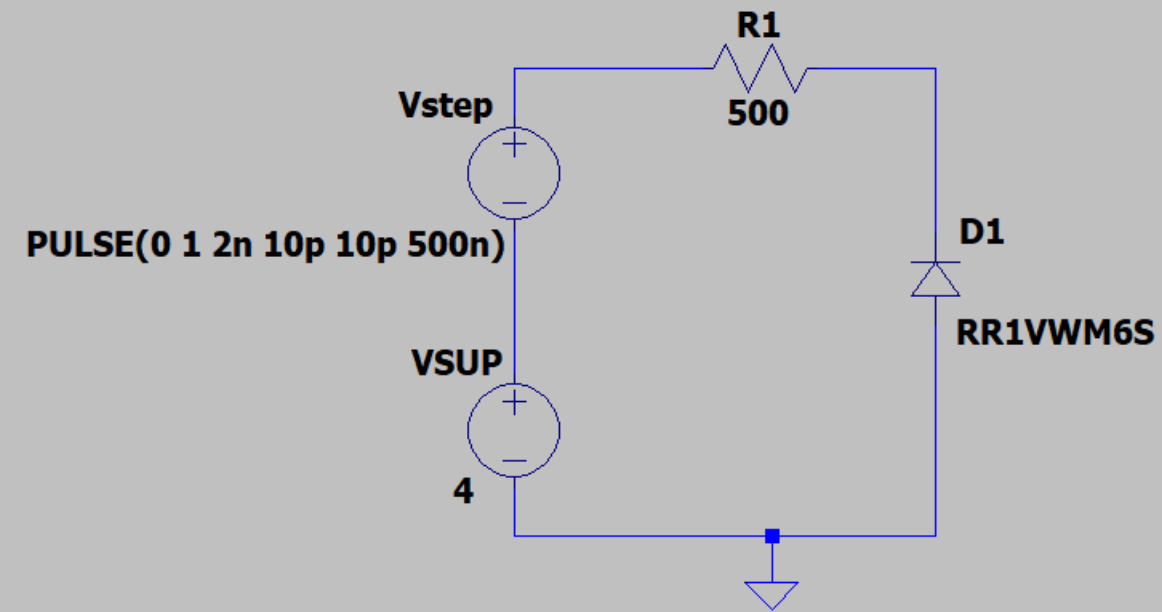 R1
500
Vstep
PULSE(0 1 2n 10p 10p 500n)
D1
RR1VWM6S
VSUP
4